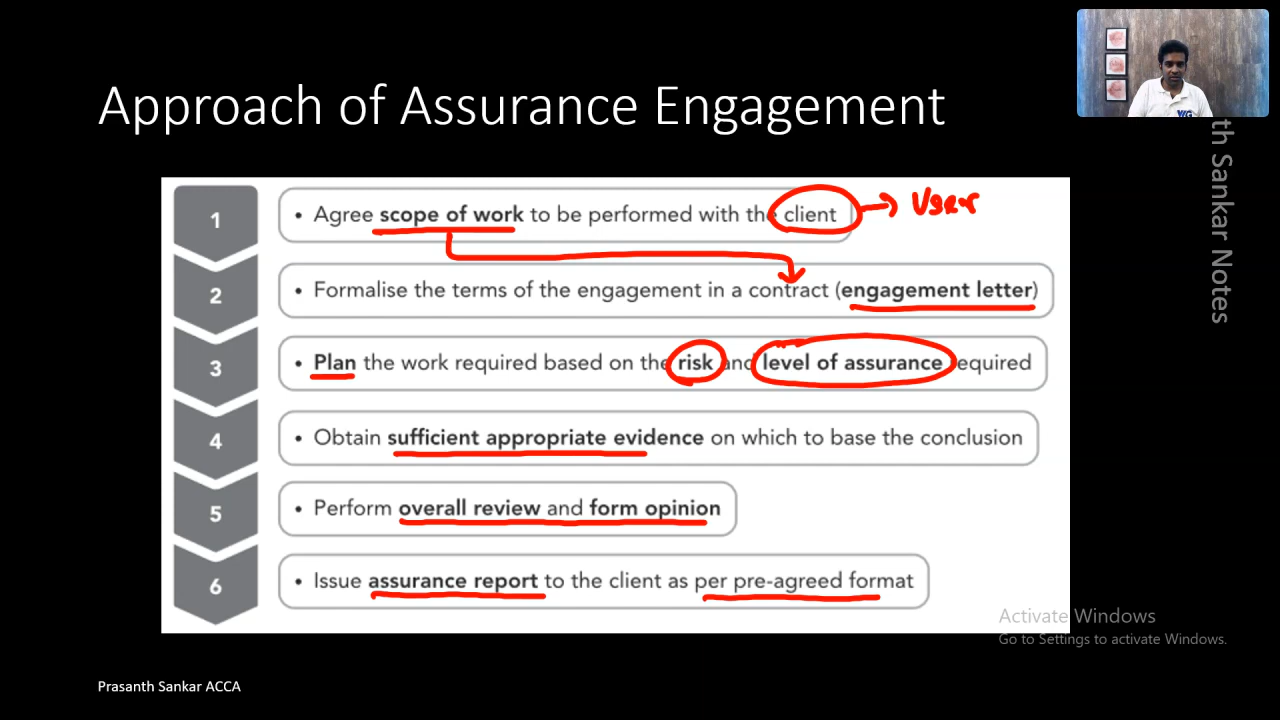 Approach of Assurance Engagement
1
• Agree scope of work to be performed with the client
User
2
• Formalise the terms of the engagement in a contract (engagement letter)
3
• Plan the work required based on the risk and level of assurance required
4
• Obtain sufficient appropriate evidence on which to base the conclusion
5
• Perform overall review and form opinion
6
• Issue assurance report to the client as per pre-agreed format
th Sankar Notes
Activate Windows
Go to Settings to activate Windows.
Prasanth Sankar ACCA